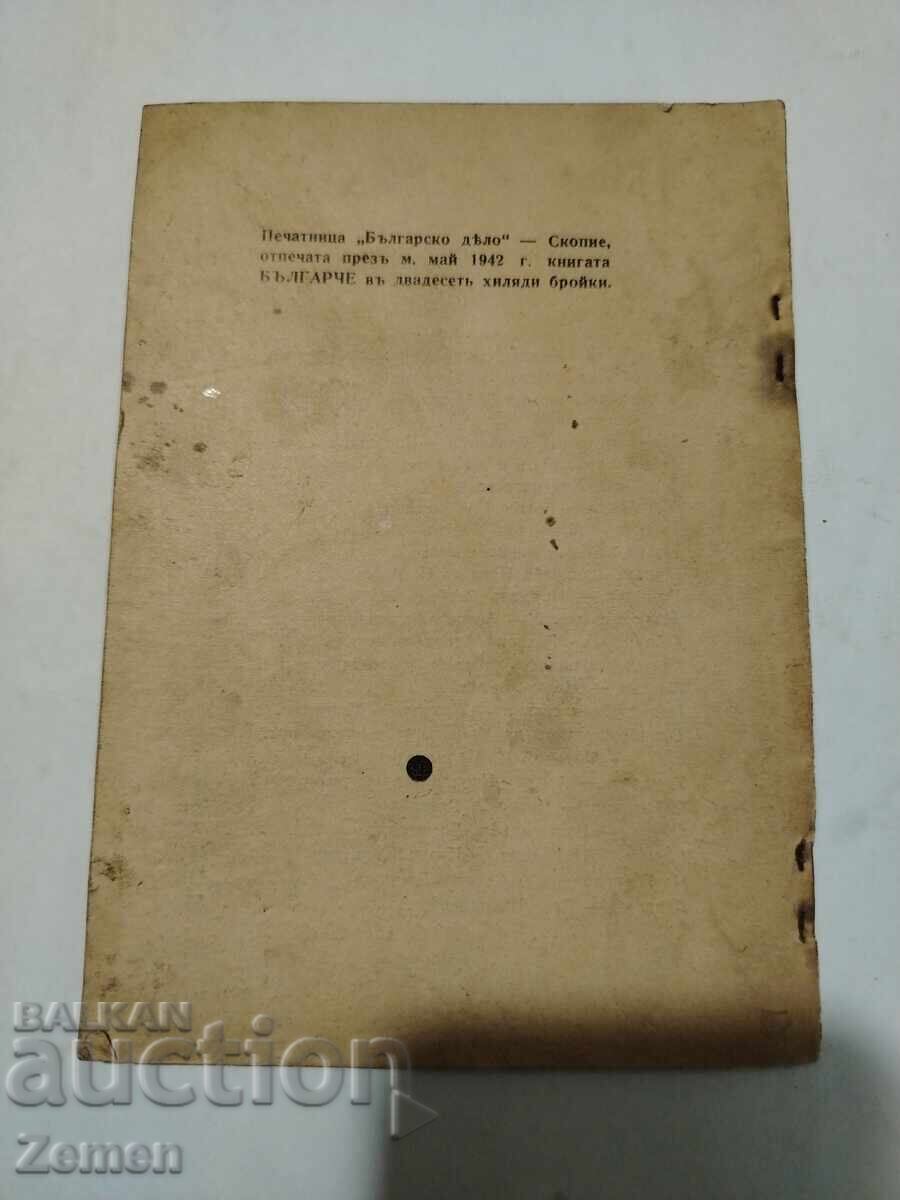 Печатница „Българско дѣло“ — Скопие,
отпечата презъ м. май 1942 г. книгата
БЪЛГАРЧЕ въ двадесеть хиляди бройки.
BALKAN
auction
Zemen